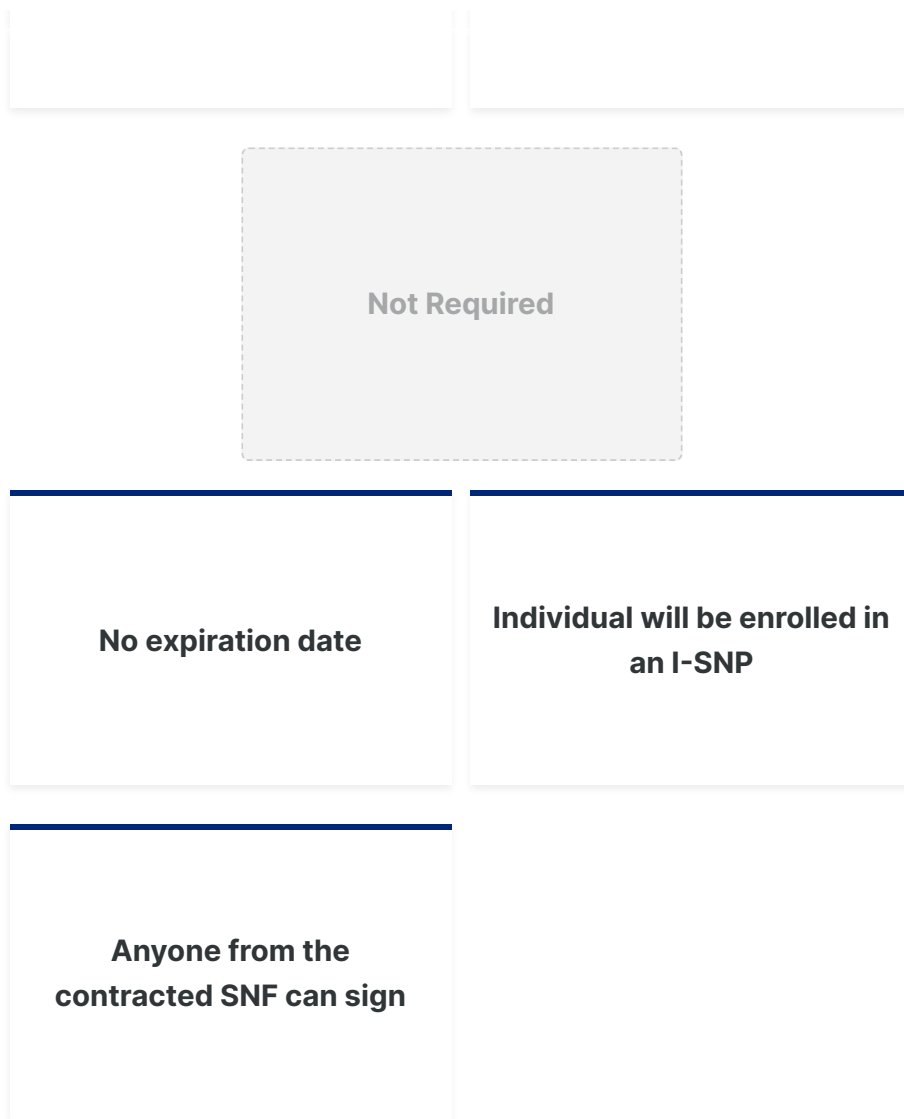 Not Required
No expiration date
Individual will be enrolled in
an I-SNP
Anyone from the
contracted SNF can sign